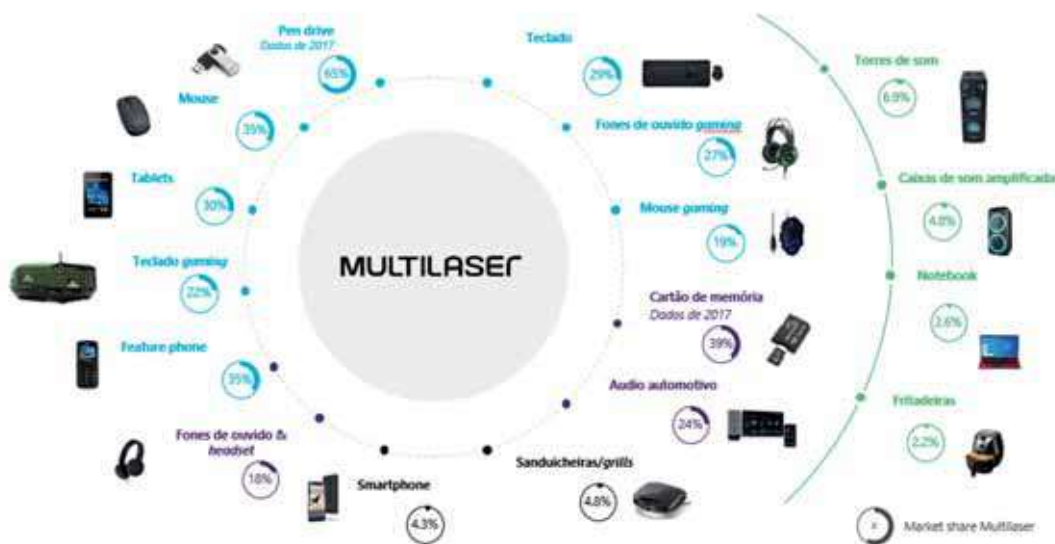 Pen drive
Dados de 2017
65%
Mouse
35%
Tablets
30%
Teclado gaming
22%
Feature phone
35%
Fones de ouvido &
headset
18%
Smartphone
4.3%
Teclado
29%
Fones de ouvido gaming
27%
Mouse gaming
19%
Cartão de memória
Dados de 2017
39%
Audio automotivo
24%
Sanduicheiras/grills
4.8%
MULTILASER
Torres de som
6.9%
Caixas de som amplificada
4.0%
Notebook
2.6%
Fritadeiras
2.2%
x
Market share Multilaser